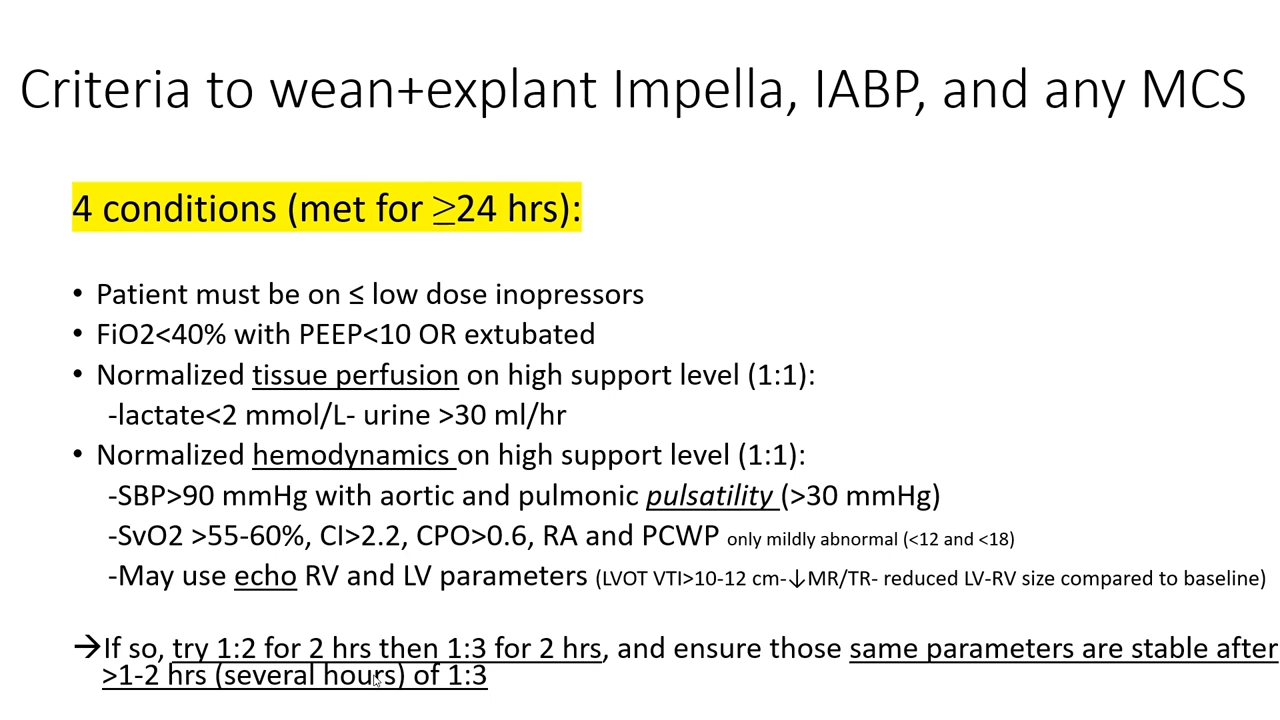 Criteria to wean+explant Impella, IABP, and any MCS
4 conditions (met for ≥24 hrs):
• Patient must be on ≤ low dose inopressors
• FiO2<40% with PEEP<10 OR extubated
• Normalized tissue perfusion on high support level (1:1):
-lactate<2 mmol/L- urine >30 ml/hr
• Normalized hemodynamics on high support level (1:1):
-SBP>90 mmHg with aortic and pulmonic pulsatility (>30 mmHg)
-SvO2 >55-60%, CI>2.2, CPO>0.6, RA and PCWP only mildly abnormal (<12 and <18)
-May use echo RV and LV parameters (LVOT VTI>10-12 cm-↓MR/TR- reduced LV-RV size compared to baseline)
→If so, try 1:2 for 2 hrs then 1:3 for 2 hrs, and ensure those same parameters are stable after
>1-2 hrs (several hours) of 1:3